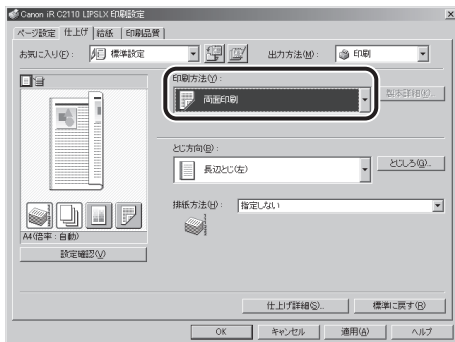 Canon iR C2110 LIPSLX 印刷設定
ページ設定 仕上げ 給紙 印刷品質
お気に入り(F): 標準設定 出力方法(M): 印刷
印刷方法(Y):
両面印刷 製本詳細(K)...
とじ方向(B):
長辺とじ(左) とじしろ(G)...
排紙方法(H): 指定しない
A4(倍率:自動)
設定確認(V)
仕上げ詳細(S)... 標準に戻す(R)
OK キャンセル 適用(A) ヘルプ